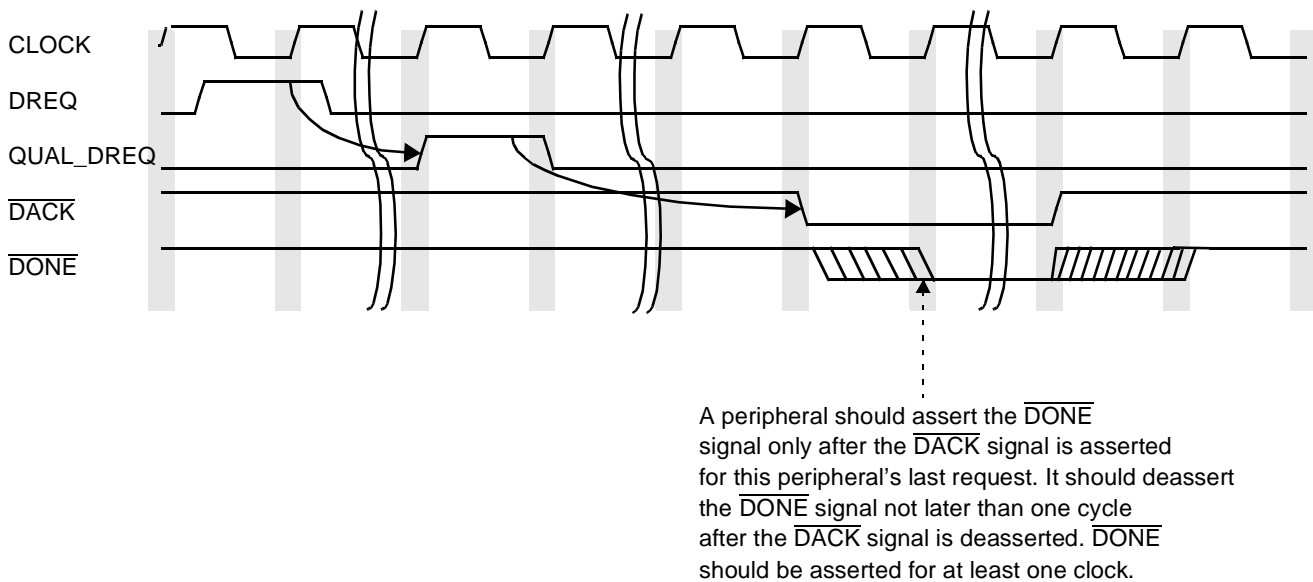 CLOCK
DREQ
QUAL_DREQ
DACK
DONE
A peripheral should assert the DONE
signal only after the DACK signal is asserted
for this peripheral's last request. It should deassert
the DONE signal not later than one cycle
after the DACK signal is deasserted. DONE
should be asserted for at least one clock.